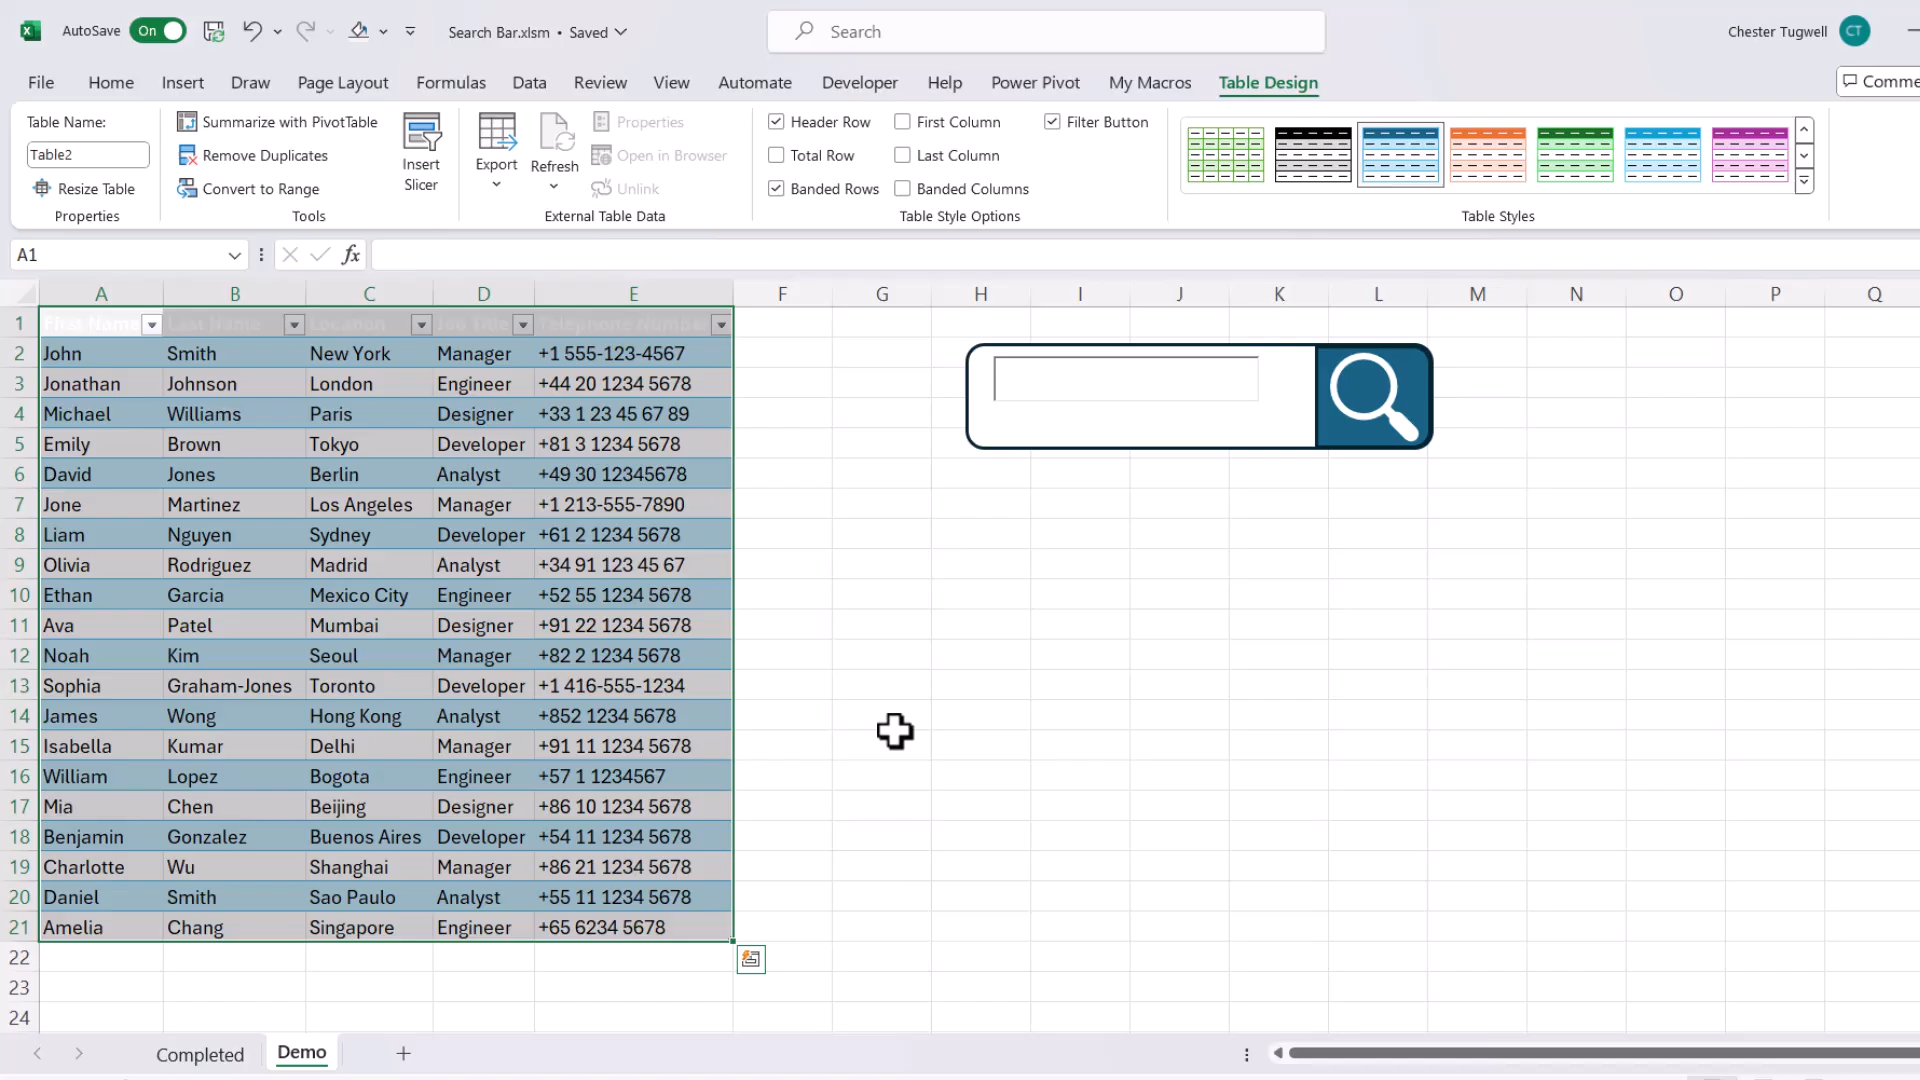 AutoSave On Search Bar.xlsm • Saved Search Chester Tugwell CT
File Home Insert Draw Page Layout Formulas Data Review View Automate Developer Help Power Pivot My Macros Table Design Comme
Table Name:
Table2
Resize Table
Properties
Summarize with PivotTable
Remove Duplicates
Convert to Range
Tools
Insert
Slicer
Export
Refresh
Properties
Open in Browser
Unlink
External Table Data
Header Row First Column Filter Button
Total Row Last Column
Banded Rows Banded Columns
Table Style Options
Table Styles
A1 fx
A B C D E F G H I J K L M N O P Q
1 First Name Last Name Location Job Title Telephone Numbe
2 John Smith New York Manager +1 555-123-4567
3 Jonathan Johnson London Engineer +44 20 1234 5678
4 Michael Williams Paris Designer +33 1 23 45 67 89
5 Emily Brown Tokyo Developer +81 3 1234 5678
6 David Jones Berlin Analyst +49 30 12345678
7 Jone Martinez Los Angeles Manager +1 213-555-7890
8 Liam Nguyen Sydney Developer +61 2 1234 5678
9 Olivia Rodriguez Madrid Analyst +34 91 123 45 67
10 Ethan Garcia Mexico City Engineer +52 55 1234 5678
11 Ava Patel Mumbai Designer +91 22 1234 5678
12 Noah Kim Seoul Manager +82 2 1234 5678
13 Sophia Graham-Jones Toronto Developer +1 416-555-1234
14 James Wong Hong Kong Analyst +852 1234 5678
15 Isabella Kumar Delhi Manager +91 11 1234 5678
16 William Lopez Bogota Engineer +57 1 1234567
17 Mia Chen Beijing Designer +86 10 1234 5678
18 Benjamin Gonzalez Buenos Aires Developer +54 11 1234 5678
19 Charlotte Wu Shanghai Manager +86 21 1234 5678
20 Daniel Smith Sao Paulo Analyst +55 11 1234 5678
21 Amelia Chang Singapore Engineer +65 6234 5678
22
23
24
Completed Demo